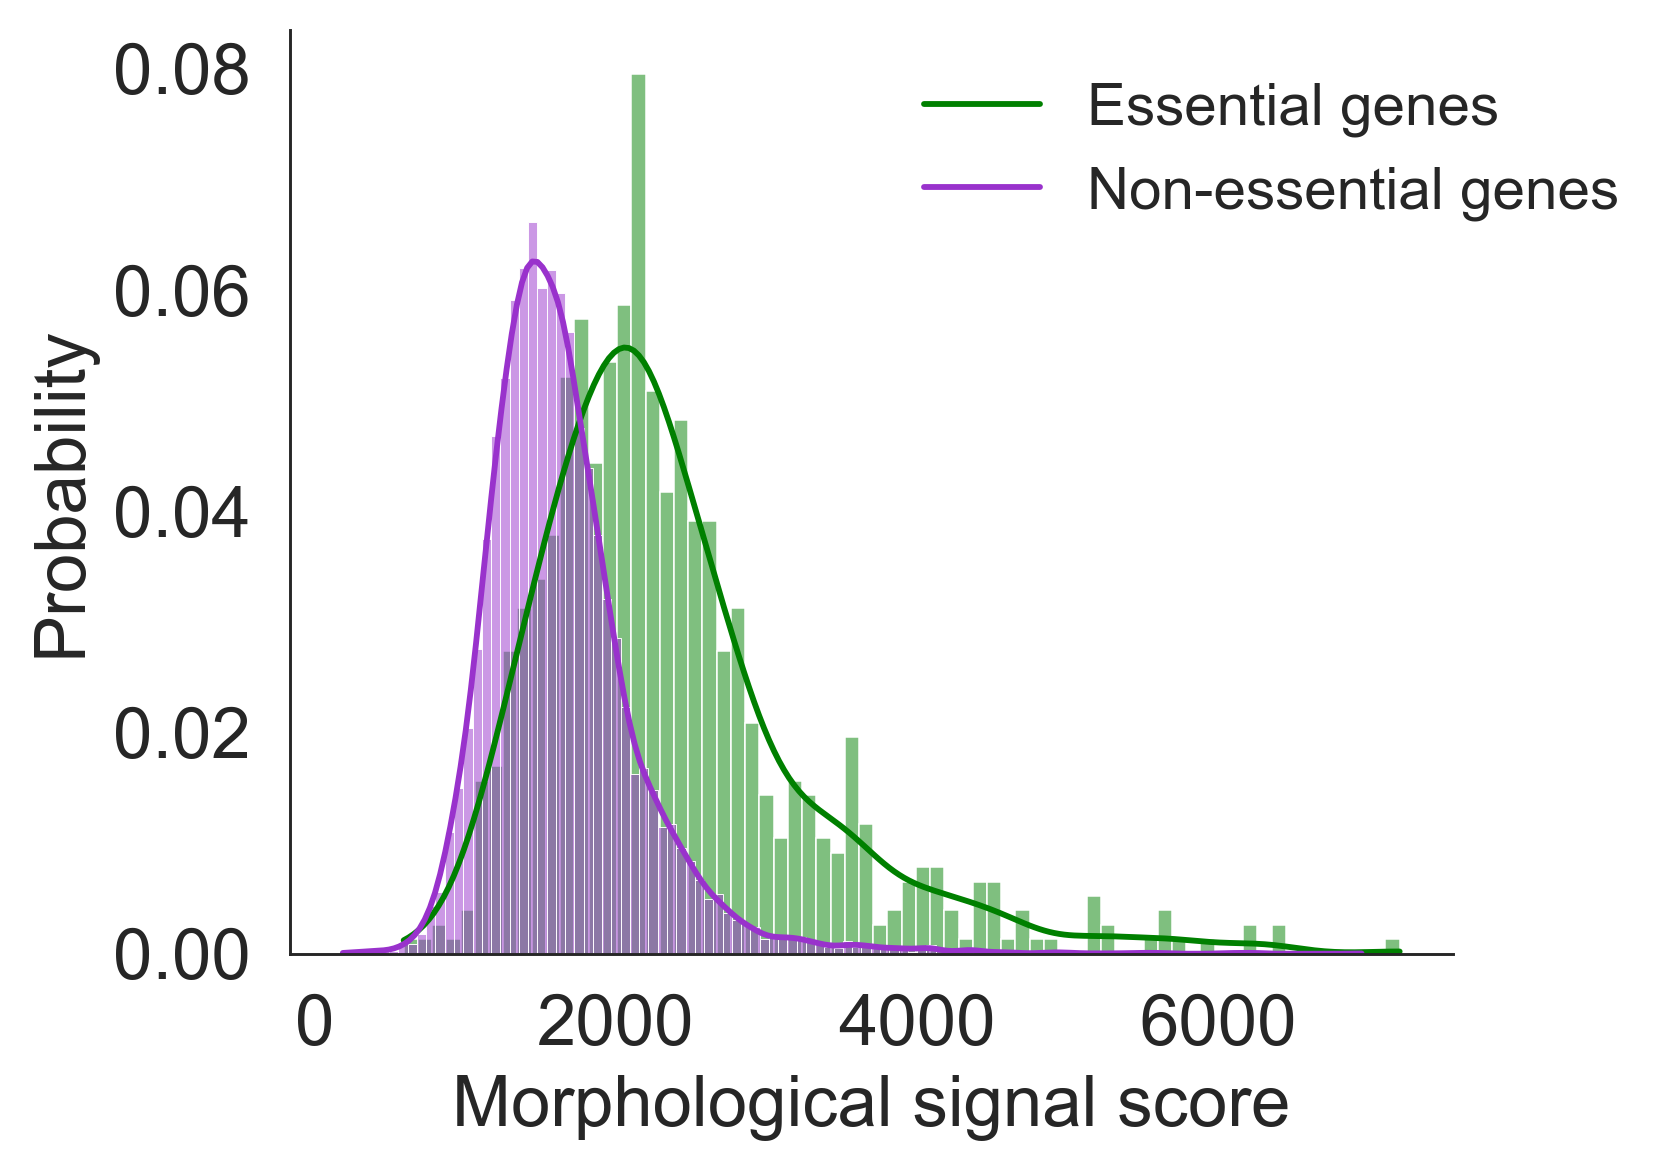 0.08
0.06
0.04
0.02
0.00
Probability
Essential genes
Non-essential genes
0 2000 4000 6000
Morphological signal score